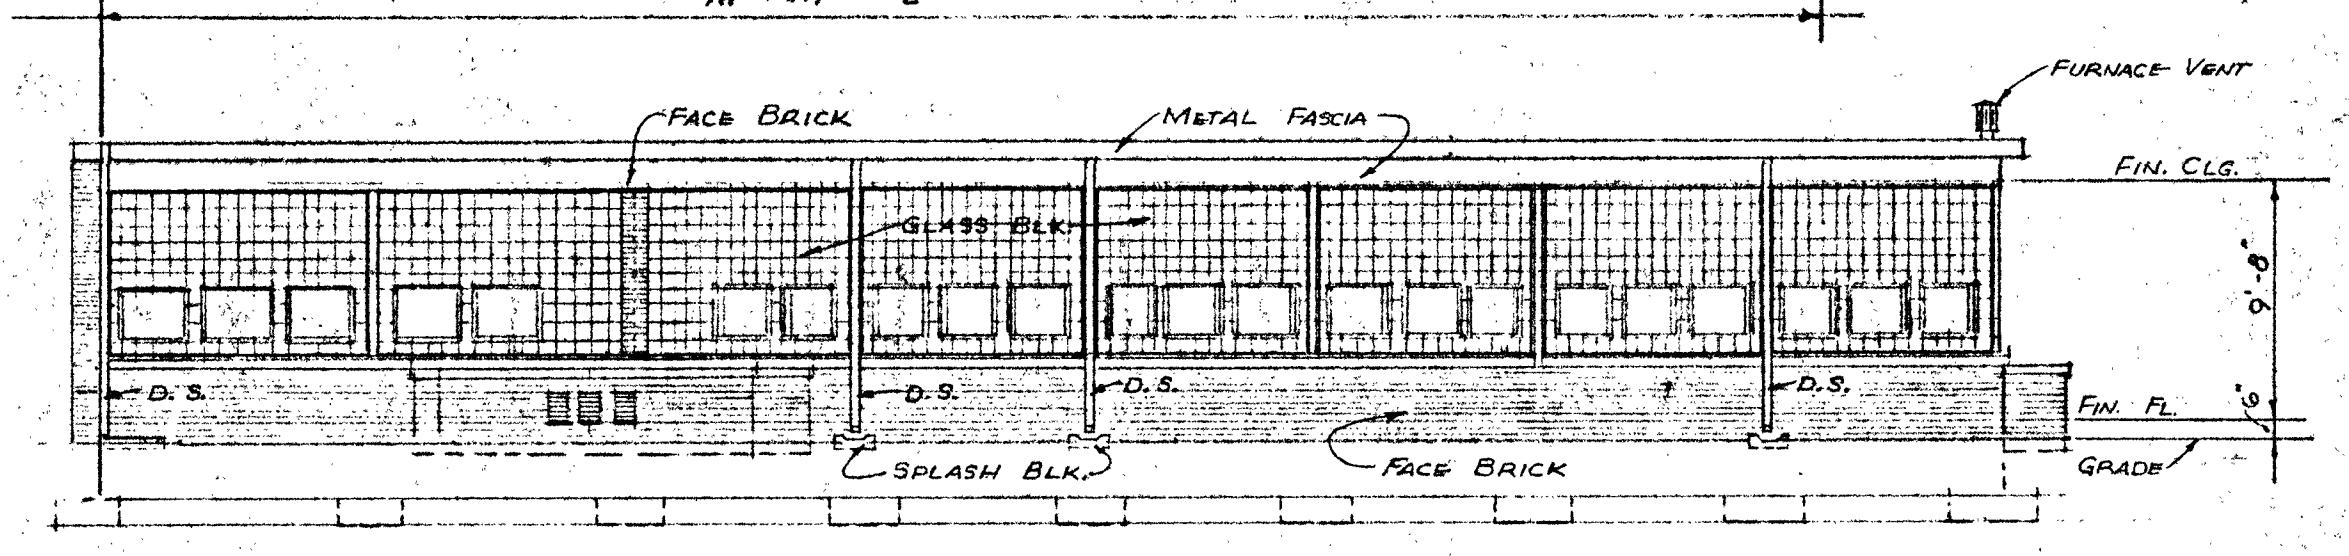 FURNACE VENT
FACE BRICK
METAL FASCIA
FIN. CLG.
GLASS BLK.
9'-8"
D.S.
D.S.
D.S.
D.S.
FIN. FL.
6"
SPLASH BLK.
FACE BRICK
GRADE